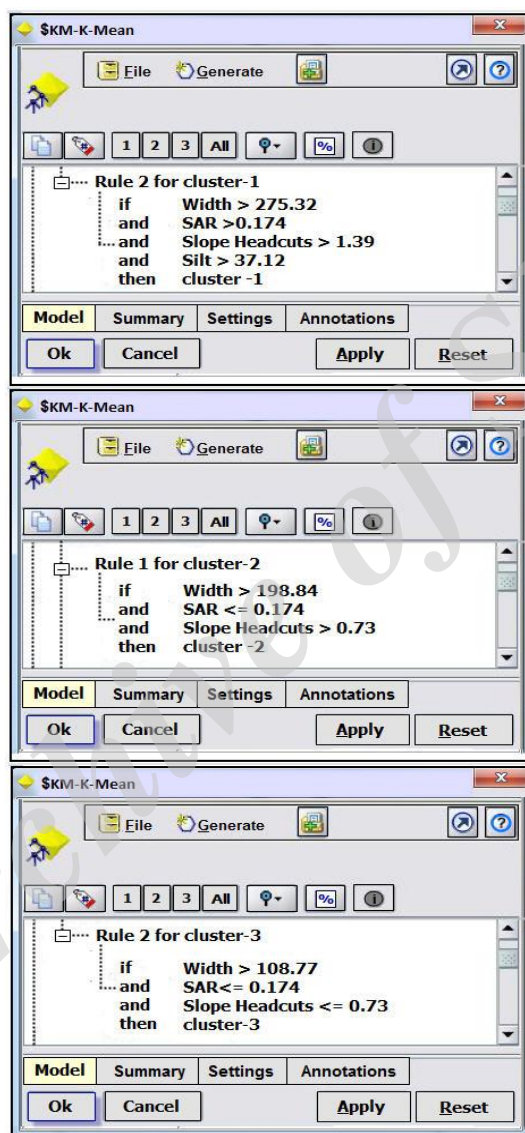 $KM-K-Mean
File Generate
1 2 3 All %
Rule 2 for cluster-1
if Width > 275.32
and SAR >0.174
and Slope Headcuts > 1.39
and Silt > 37.12
then cluster -1
Model Summary Settings Annotations
Ok Cancel Apply Reset
$KM-K-Mean
File Generate
1 2 3 All %
Rule 1 for cluster-2
if Width > 198.84
and SAR <= 0.174
and Slope Headcuts > 0.73
then cluster -2
Model Summary Settings Annotations
Ok Cancel Apply Reset
$KM-K-Mean
File Generate
1 2 3 All %
Rule 2 for cluster-3
if Width > 108.77
and SAR<= 0.174
and Slope Headcuts <= 0.73
then cluster-3
Model Summary Settings Annotations
Ok Cancel Apply Reset